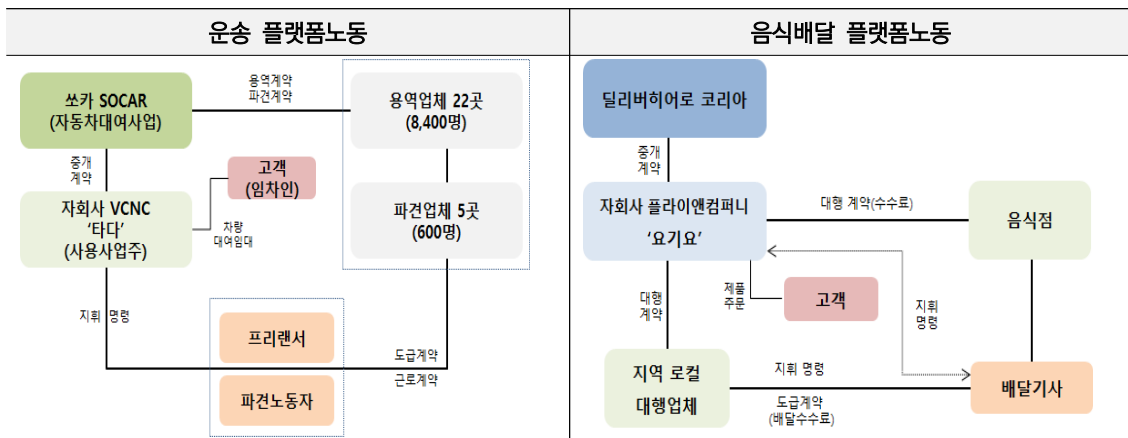 운송 플랫폼노동
쏘카 SOCAR
(자동차대여사업)
용역계약
파견계약
용역업체 22곳
(8,400명)
중개
계약
고객
(임차인)
자회사 VCNC
‘타다’
(사용사업주)
차량
대여임대
파견업체 5곳
(600명)
지휘 명령
프리랜서
파견노동자
도급계약
근로계약
음식배달 플랫폼노동
딜리버히어로 코리아
중개
계약
자회사 플라이앤컴퍼니
‘요기요’
대행 계약(수수료)
음식점
대행
계약
제품
주문
고객
지휘
명령
지역 로컬
대행업체
지휘 명령
도급계약
(배달수수료)
배달기사